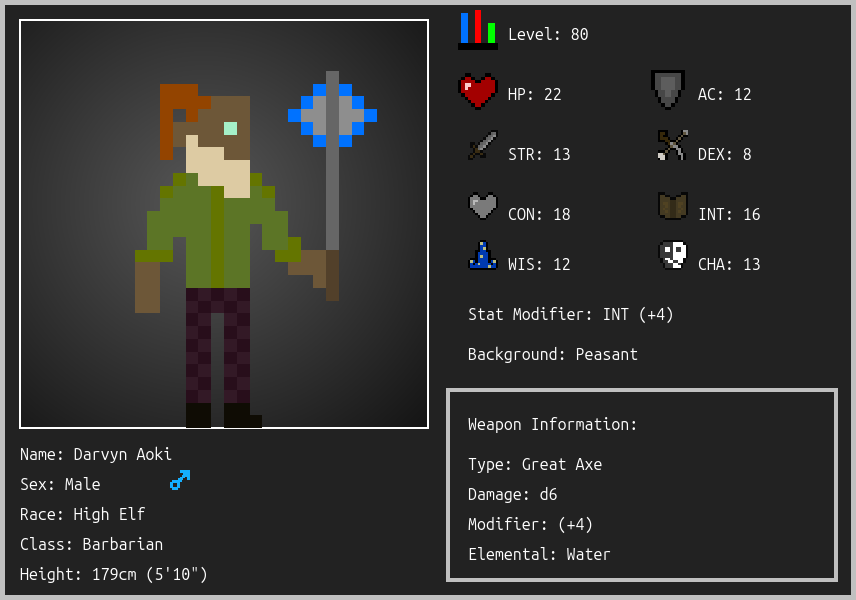 Level: 80
HP: 22
AC: 12
STR: 13
DEX: 8
CON: 18
INT: 16
WIS: 12
CHA: 13
Stat Modifier: INT (+4)
Background: Peasant
Weapon Information:
Type: Great Axe
Damage: d6
Modifier: (+4)
Elemental: Water
Name: Darvyn Aoki
Sex: Male
Race: High Elf
Class: Barbarian
Height: 179cm (5'10")